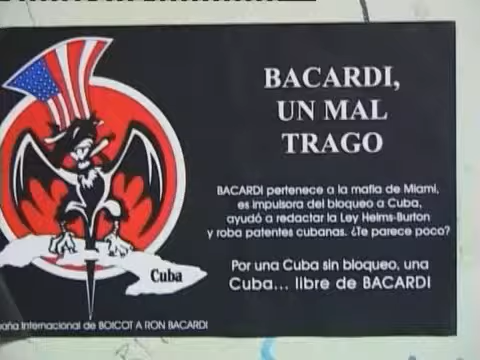 BACARDI,
UN MAL
TRAGO
BACARDI pertenece a la mafia de Miami,
es impulsora del bloqueo a Cuba,
ayudó a redactar la Ley Helms-Burton
y roba patentes cubanas. ¿Te parece poco?
Por una Cuba sin bloqueo, una
Cuba... libre de BACARDI
Cuba
Internacional de BOICOT A RON BACARDI